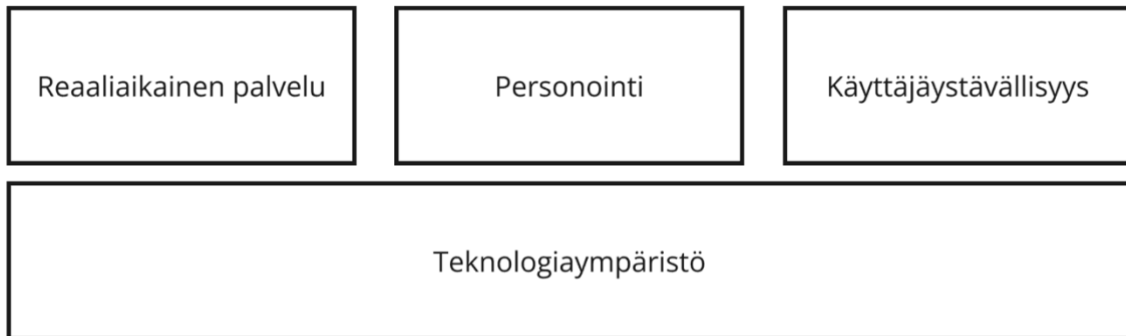 Reaaliaikainen palvelu
Personointi
Käyttäjäystävällisyys
Teknologiaympäristö